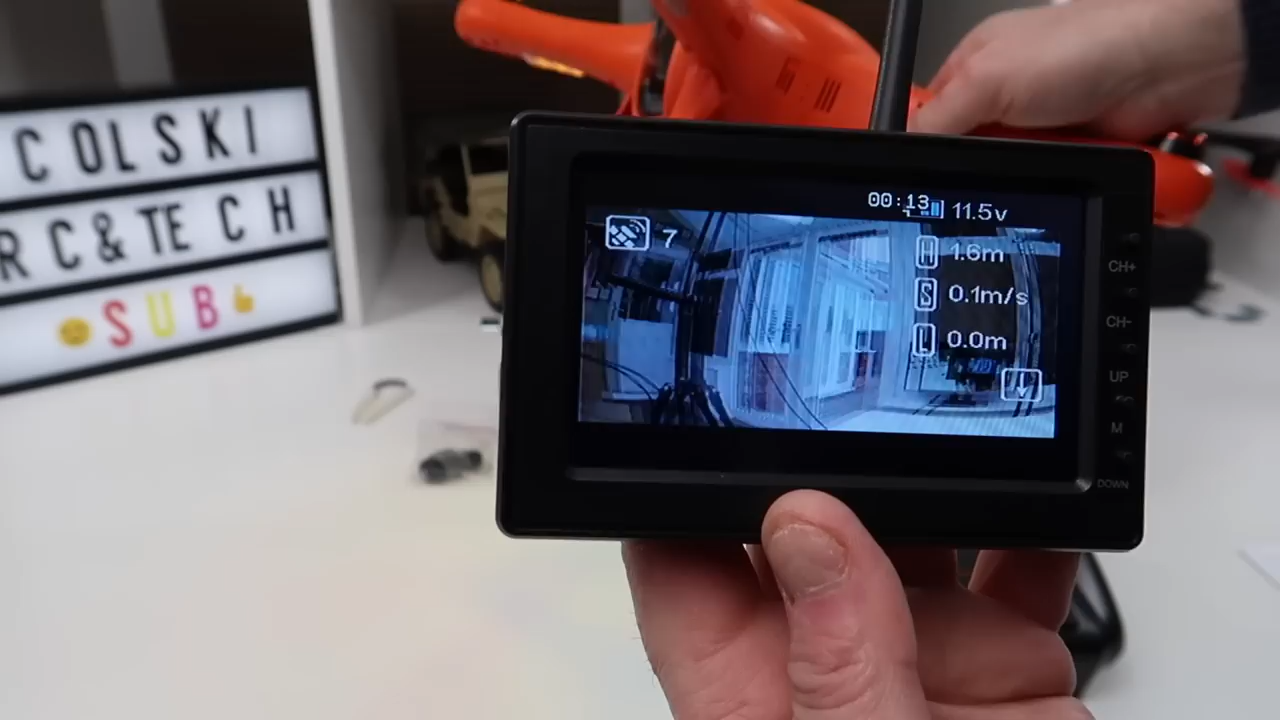 COLSKI
RC&TECH
SUB
00:13
11.5v
7
H 1.6m
S 0.1m/s
L 0.0m
CH+
CH-
UP
M
DOWN